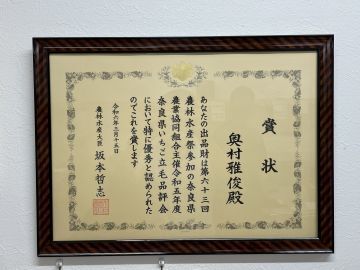 賞状
奥村雅俊殿
あなたの出品財は第六十三回
農林水産祭参加の奈良県
農業協同組合主催令和五年度
奈良県いちご立毛品評会
において特に優秀と認められた
のでこれを賞します
令和六年三月十五日
農林水産大臣 坂本哲志